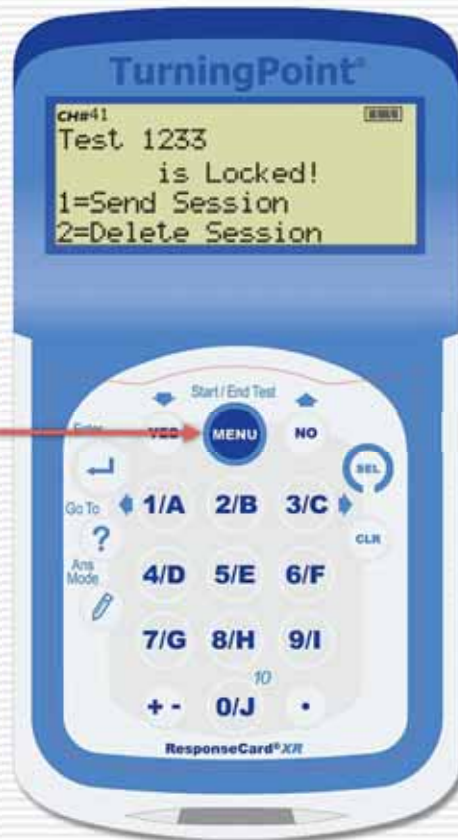 TurningPoint®
CH#41
Test 1233
is Locked!
1=Send Session
2=Delete Session
Start / End Test
Enter YES MENU NO
SEL
Go To 1/A 2/B 3/C
? CLR
Ans
Mode 4/D 5/E 6/F
7/G 8/H 9/I
10
+ - 0/J •
ResponseCard® XR